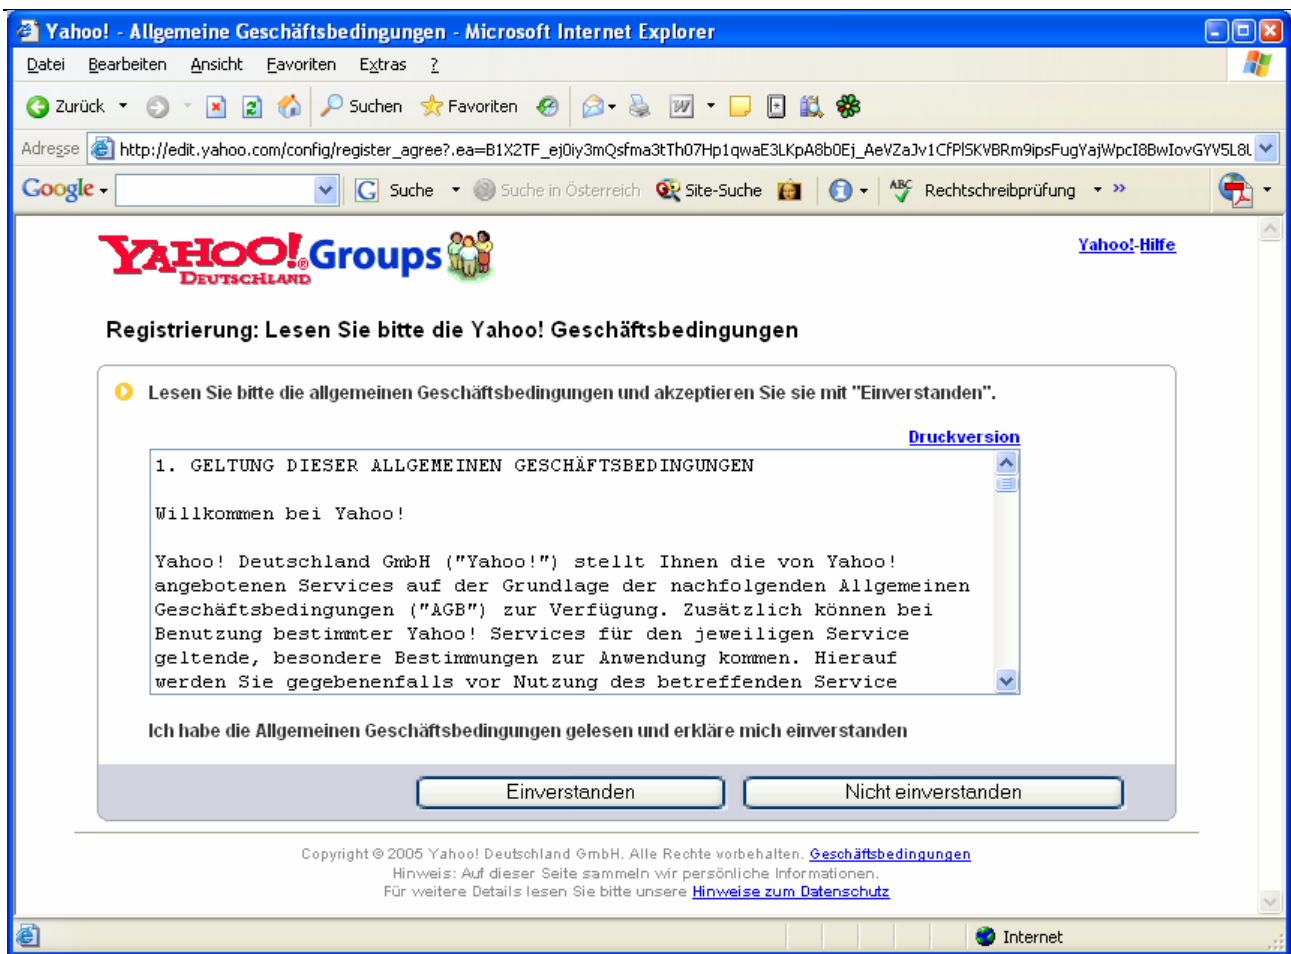 Yahoo! - Allgemeine Geschäftsbedingungen - Microsoft Internet Explorer
Datei Bearbeiten Ansicht Favoriten Extras ?
Zurück Suchen Favoriten
Adresse http://edit.yahoo.com/config/register_agree?.ea=B1X2TF_ej0iy3mQsfma3tTh07Hp1qwaE3LKpA8b0Ej_AeVZaJv1CfPlSKVBRm9ipsFugYajWpcI8BwIovGYV5L8L
Google Suche Suche in Österreich Site-Suche ABC Rechtschreibprüfung »
YAHOO! Groups
DEUTSCHLAND
Yahoo!-Hilfe
Registrierung: Lesen Sie bitte die Yahoo! Geschäftsbedingungen
Lesen Sie bitte die allgemeinen Geschäftsbedingungen und akzeptieren Sie sie mit "Einverstanden".
Druckversion
1. GELTUNG DIESER ALLGEMEINEN GESCHÄFTSBEDINGUNGEN
Willkommen bei Yahoo!
Yahoo! Deutschland GmbH ("Yahoo!") stellt Ihnen die von Yahoo!
angebotenen Services auf der Grundlage der nachfolgenden Allgemeinen
Geschäftsbedingungen ("AGB") zur Verfügung. Zusätzlich können bei
Benutzung bestimmter Yahoo! Services für den jeweiligen Service
geltende, besondere Bestimmungen zur Anwendung kommen. Hierauf
werden Sie gegebenenfalls vor Nutzung des betreffenden Service
Ich habe die Allgemeinen Geschäftsbedingungen gelesen und erkläre mich einverstanden
Einverstanden Nicht einverstanden
Copyright © 2005 Yahoo! Deutschland GmbH. Alle Rechte vorbehalten. Geschäftsbedingungen
Hinweis: Auf dieser Seite sammeln wir persönliche Informationen.
Für weitere Details lesen Sie bitte unsere Hinweise zum Datenschutz
Internet